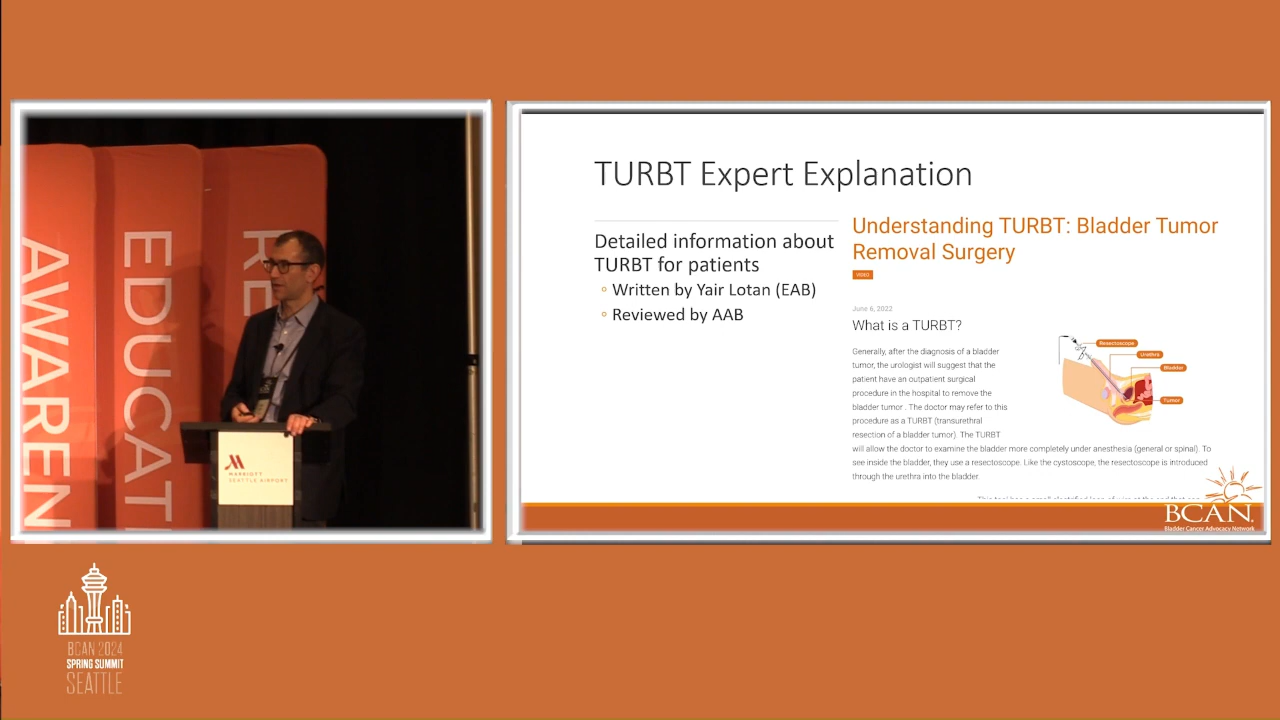 AWAREN
EDUCAT
RE
MARRIOTT
SEATTLE AIRPORT
TURBT Expert Explanation
Detailed information about
TURBT for patients
Written by Yair Lotan (EAB)
Reviewed by AAB
Understanding TURBT: Bladder Tumor
Removal Surgery
VIDEO
June 6, 2022
What is a TURBT?
Generally, after the diagnosis of a bladder
tumor, the urologist will suggest that the
patient have an outpatient surgical
procedure in the hospital to remove the
bladder tumor . The doctor may refer to this
procedure as a TURBT (transurethral
resection of a bladder tumor). The TURBT
will allow the doctor to examine the bladder more completely under anesthesia (general or spinal). To
see inside the bladder, they use a resectoscope. Like the cystoscope, the resectoscope is introduced
through the urethra into the bladder.
Resectoscope
Urethra
Bladder
Tumor
BCAN
Bladder Cancer Advocacy Network
BCAN 2024
SPRING SUMMIT
SEATTLE